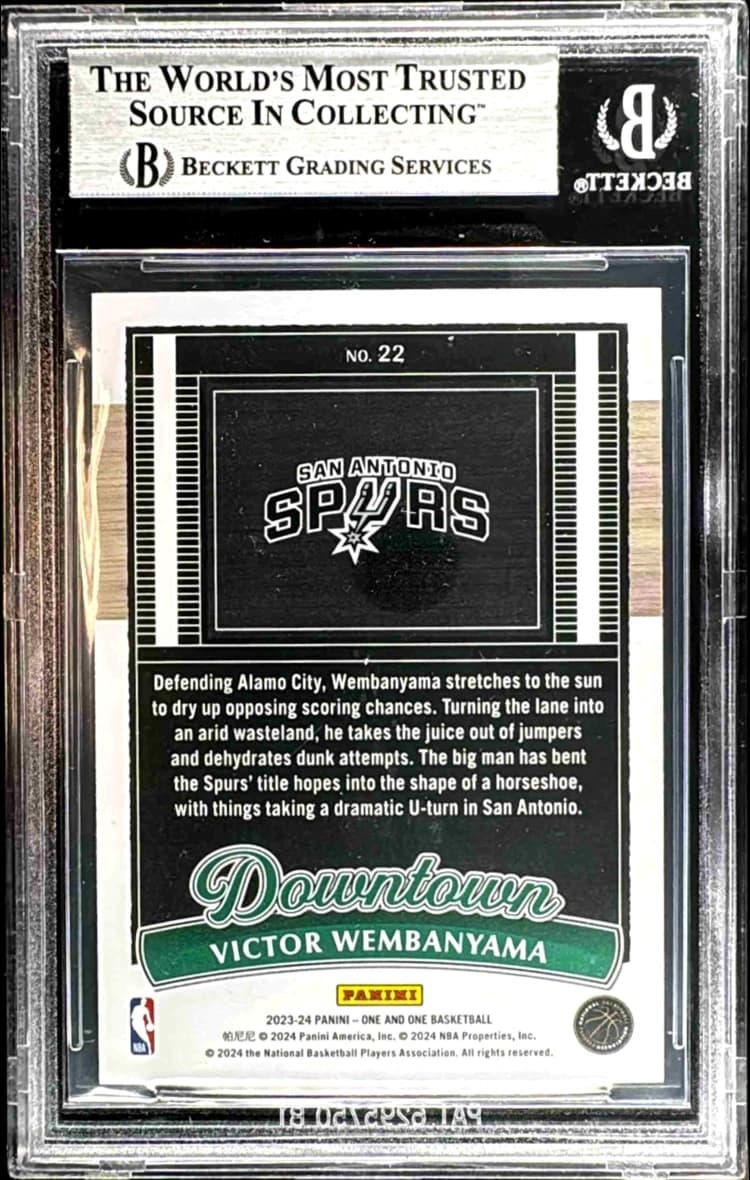 THE WORLD'S MOST TRUSTED
SOURCE IN COLLECTING™
B BECKETT GRADING SERVICES
B
BECKETT®
NO. 22
SAN ANTONIO
SPURS
Defending Alamo City, Wembanyama stretches to the sun
to dry up opposing scoring chances. Turning the lane into
an arid wasteland, he takes the juice out of jumpers
and dehydrates dunk attempts. The big man has bent
the Spurs' title hopes into the shape of a horseshoe,
with things taking a dramatic U-turn in San Antonio.
Downtown
VICTOR WEMBANYAMA
PANINI
2023-24 PANINI – ONE AND ONE BASKETBALL
帕尼尼 © 2024 Panini America, Inc. © 2024 NBA Properties, Inc.
© 2024 the National Basketball Players Association. All rights reserved.
NBA